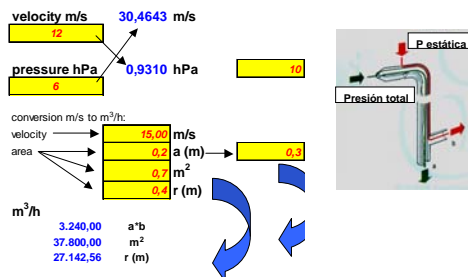 velocity m/s 30,4643 m/s
12
pressure hPa 0,9310 hPa 10
6
P estática
Presión total
conversion m/s to m³/h:
velocity 15,00 m/s
area 0,2 a (m) 0,3
0,7 m²
0,4 r (m)
m³/h
3.240,00 a*b
37.800,00 m²
27.142,56 r (m)